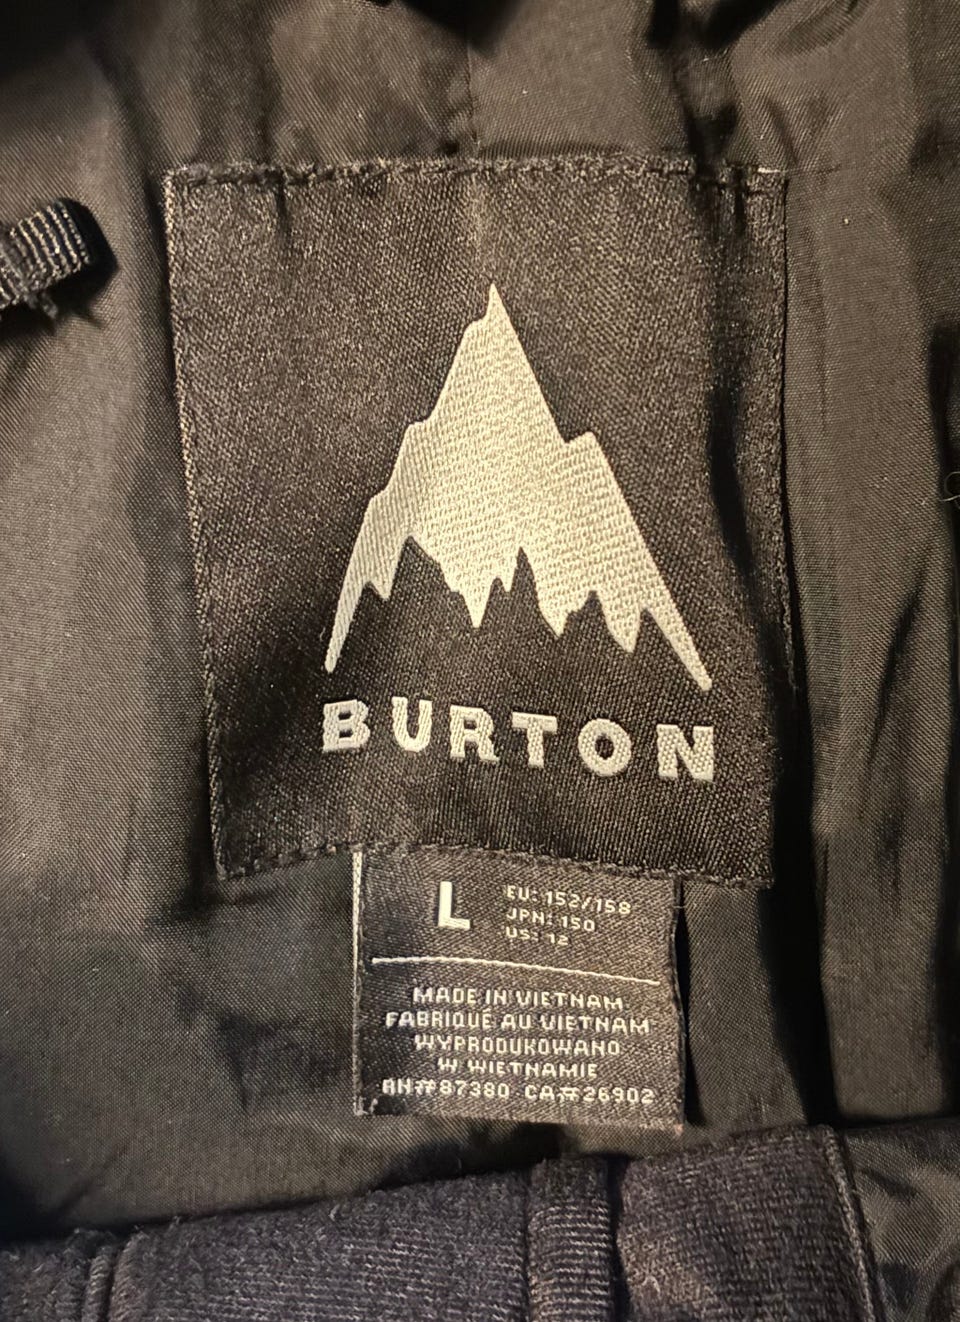 BURTON
L
EU: 152/158
JPN: 150
US: 12
MADE IN VIETNAM
FABRIQUÉ AU VIETNAM
WYPRODUKOWANO
W WIETNAMIE
RN#87380 CA#26902